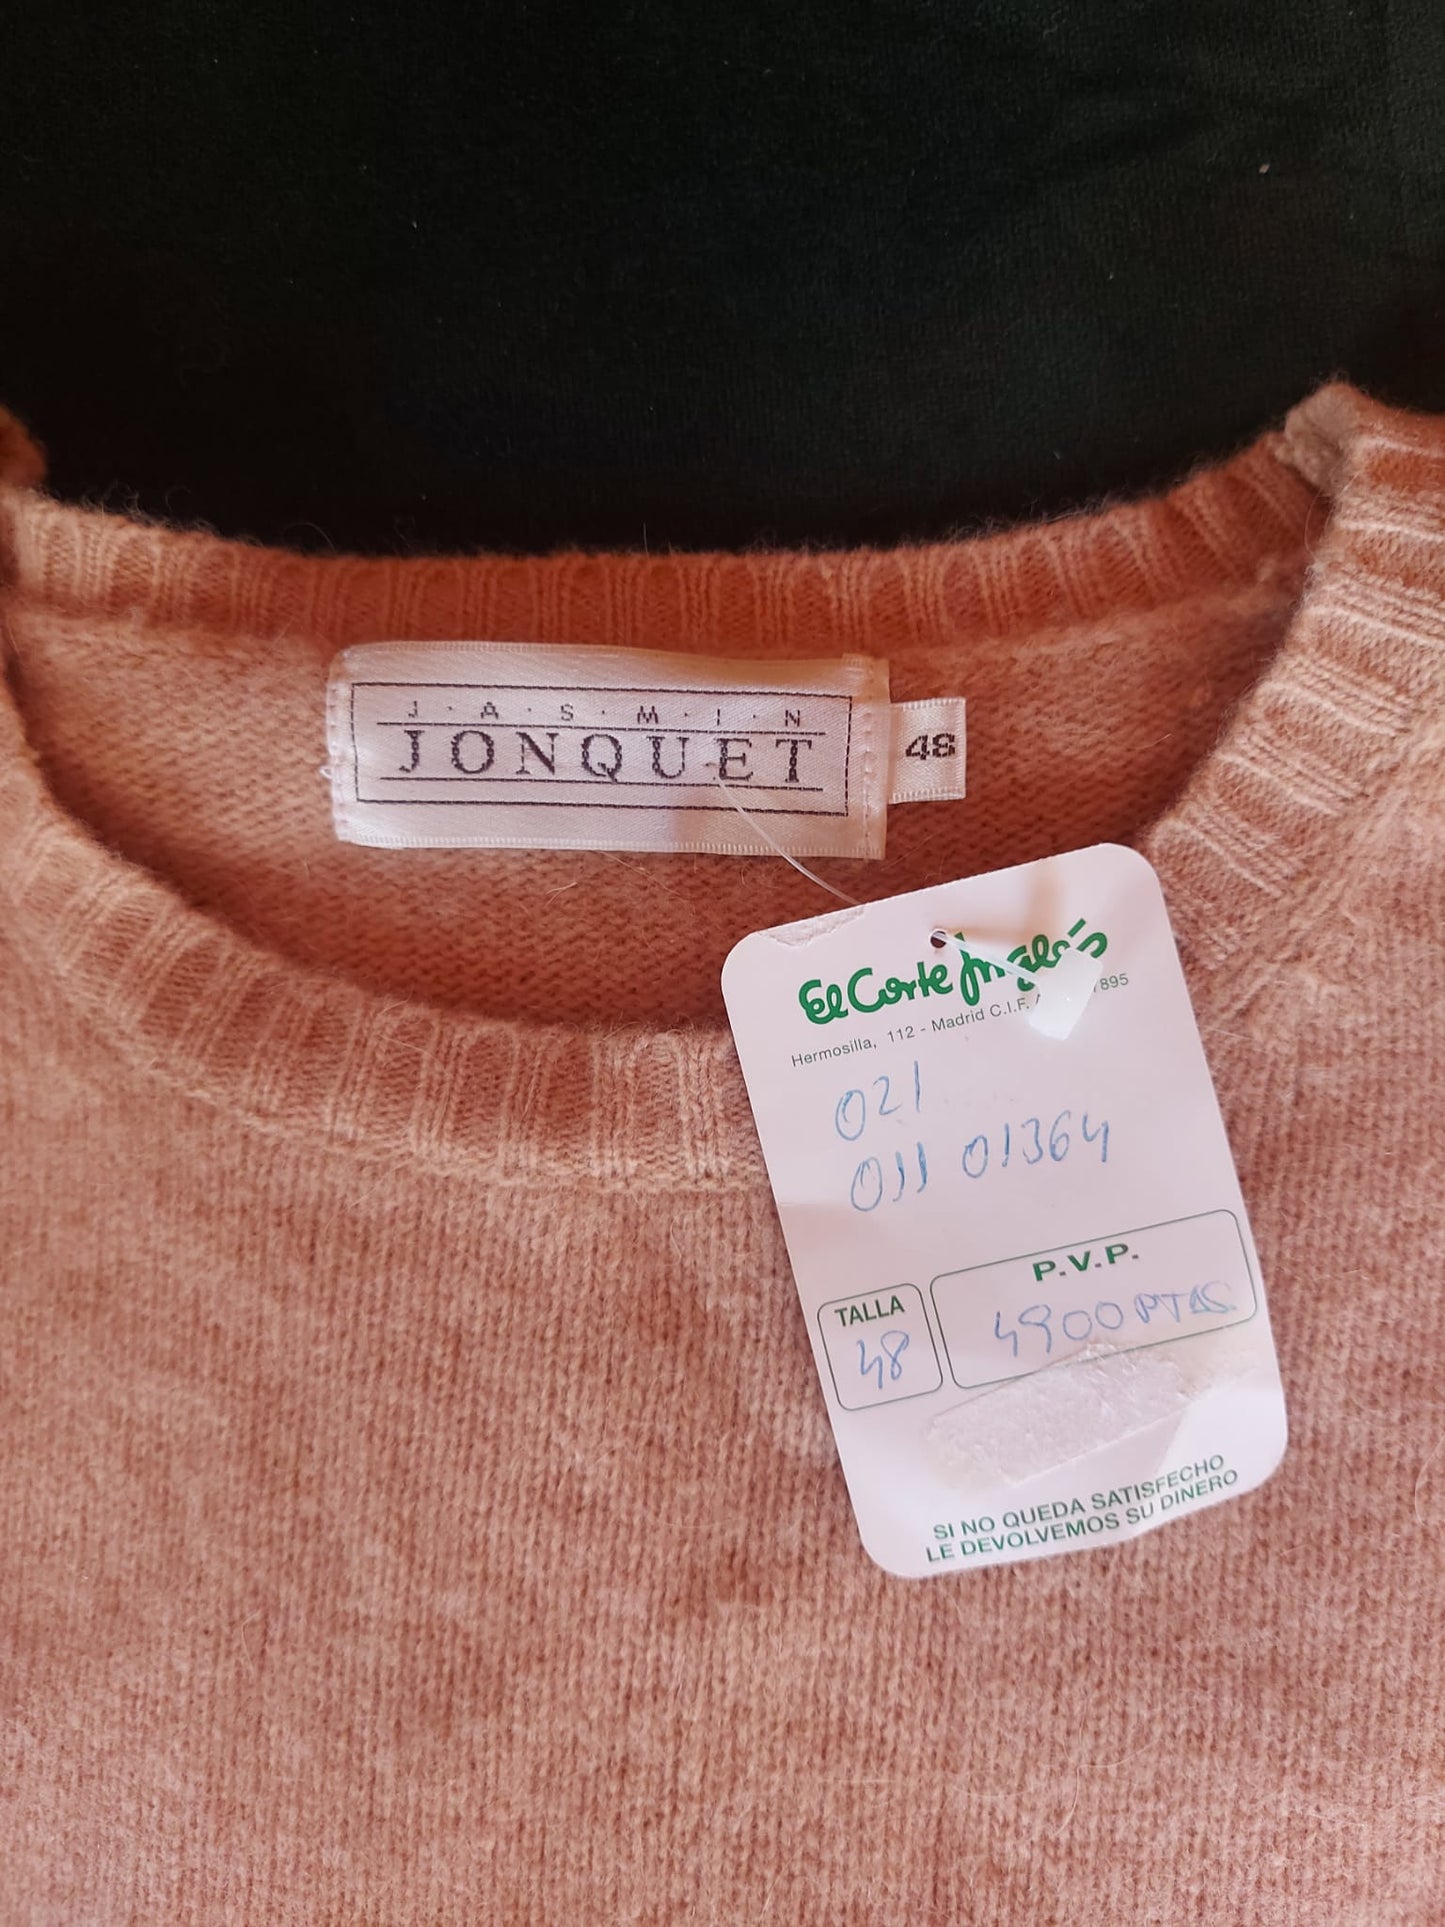 J·A·S·M·I·N
JONQUET
48
El Corte Inglés
Hermosilla, 112 - Madrid C.I.F. 1895
021
011 01364
P.V.P.
4900 PTAS
TALLA
48
SI NO QUEDA SATISFECHO
LE DEVOLVEMOS SU DINERO